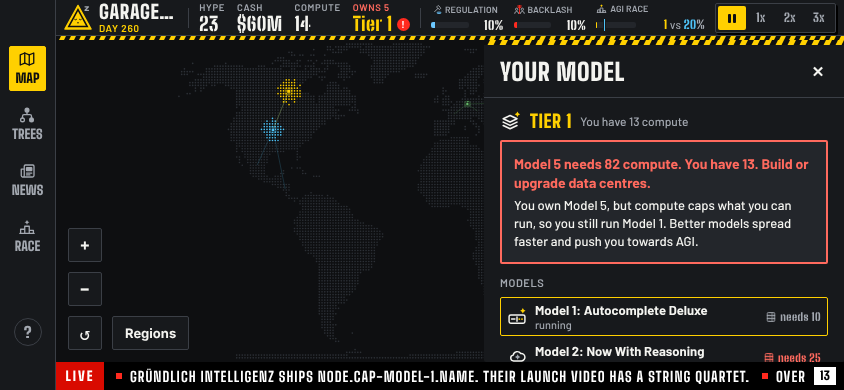 GARAGE...
DAY 260
HYPE
23
CASH
$60M
COMPUTE
14
OWNS 5
Tier 1 !
REGULATION
10%
BACKLASH
10%
AGI RACE
1 vs 20%
1x
2x
3x
MAP
TREES
NEWS
RACE
?
+
−
↺
Regions
YOUR MODEL
×
TIER 1 You have 13 compute
Model 5 needs 82 compute. You have 13. Build or
upgrade data centres.
You own Model 5, but compute caps what you can
run, so you still run Model 1. Better models spread
faster and push you towards AGI.
MODELS
Model 1: Autocomplete Deluxe
running
needs 10
Model 2: Now With Reasoning
needs 25
LIVE
GRÜNDLICH INTELLIGENZ SHIPS NODE.CAP-MODEL-1.NAME. THEIR LAUNCH VIDEO HAS A STRING QUARTET.
OVER
13